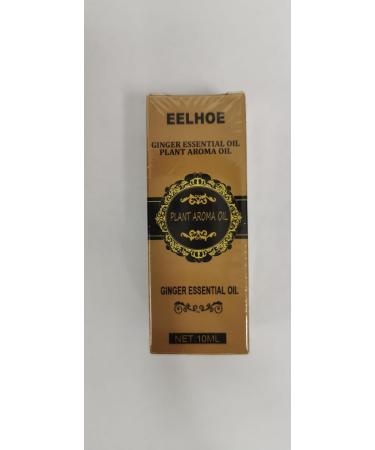 EELHOE
GINGER ESSENTIAL OIL
PLANT AROMA OIL
PLANT AROMA OIL
GINGER ESSENTIAL OIL
NET:10ML